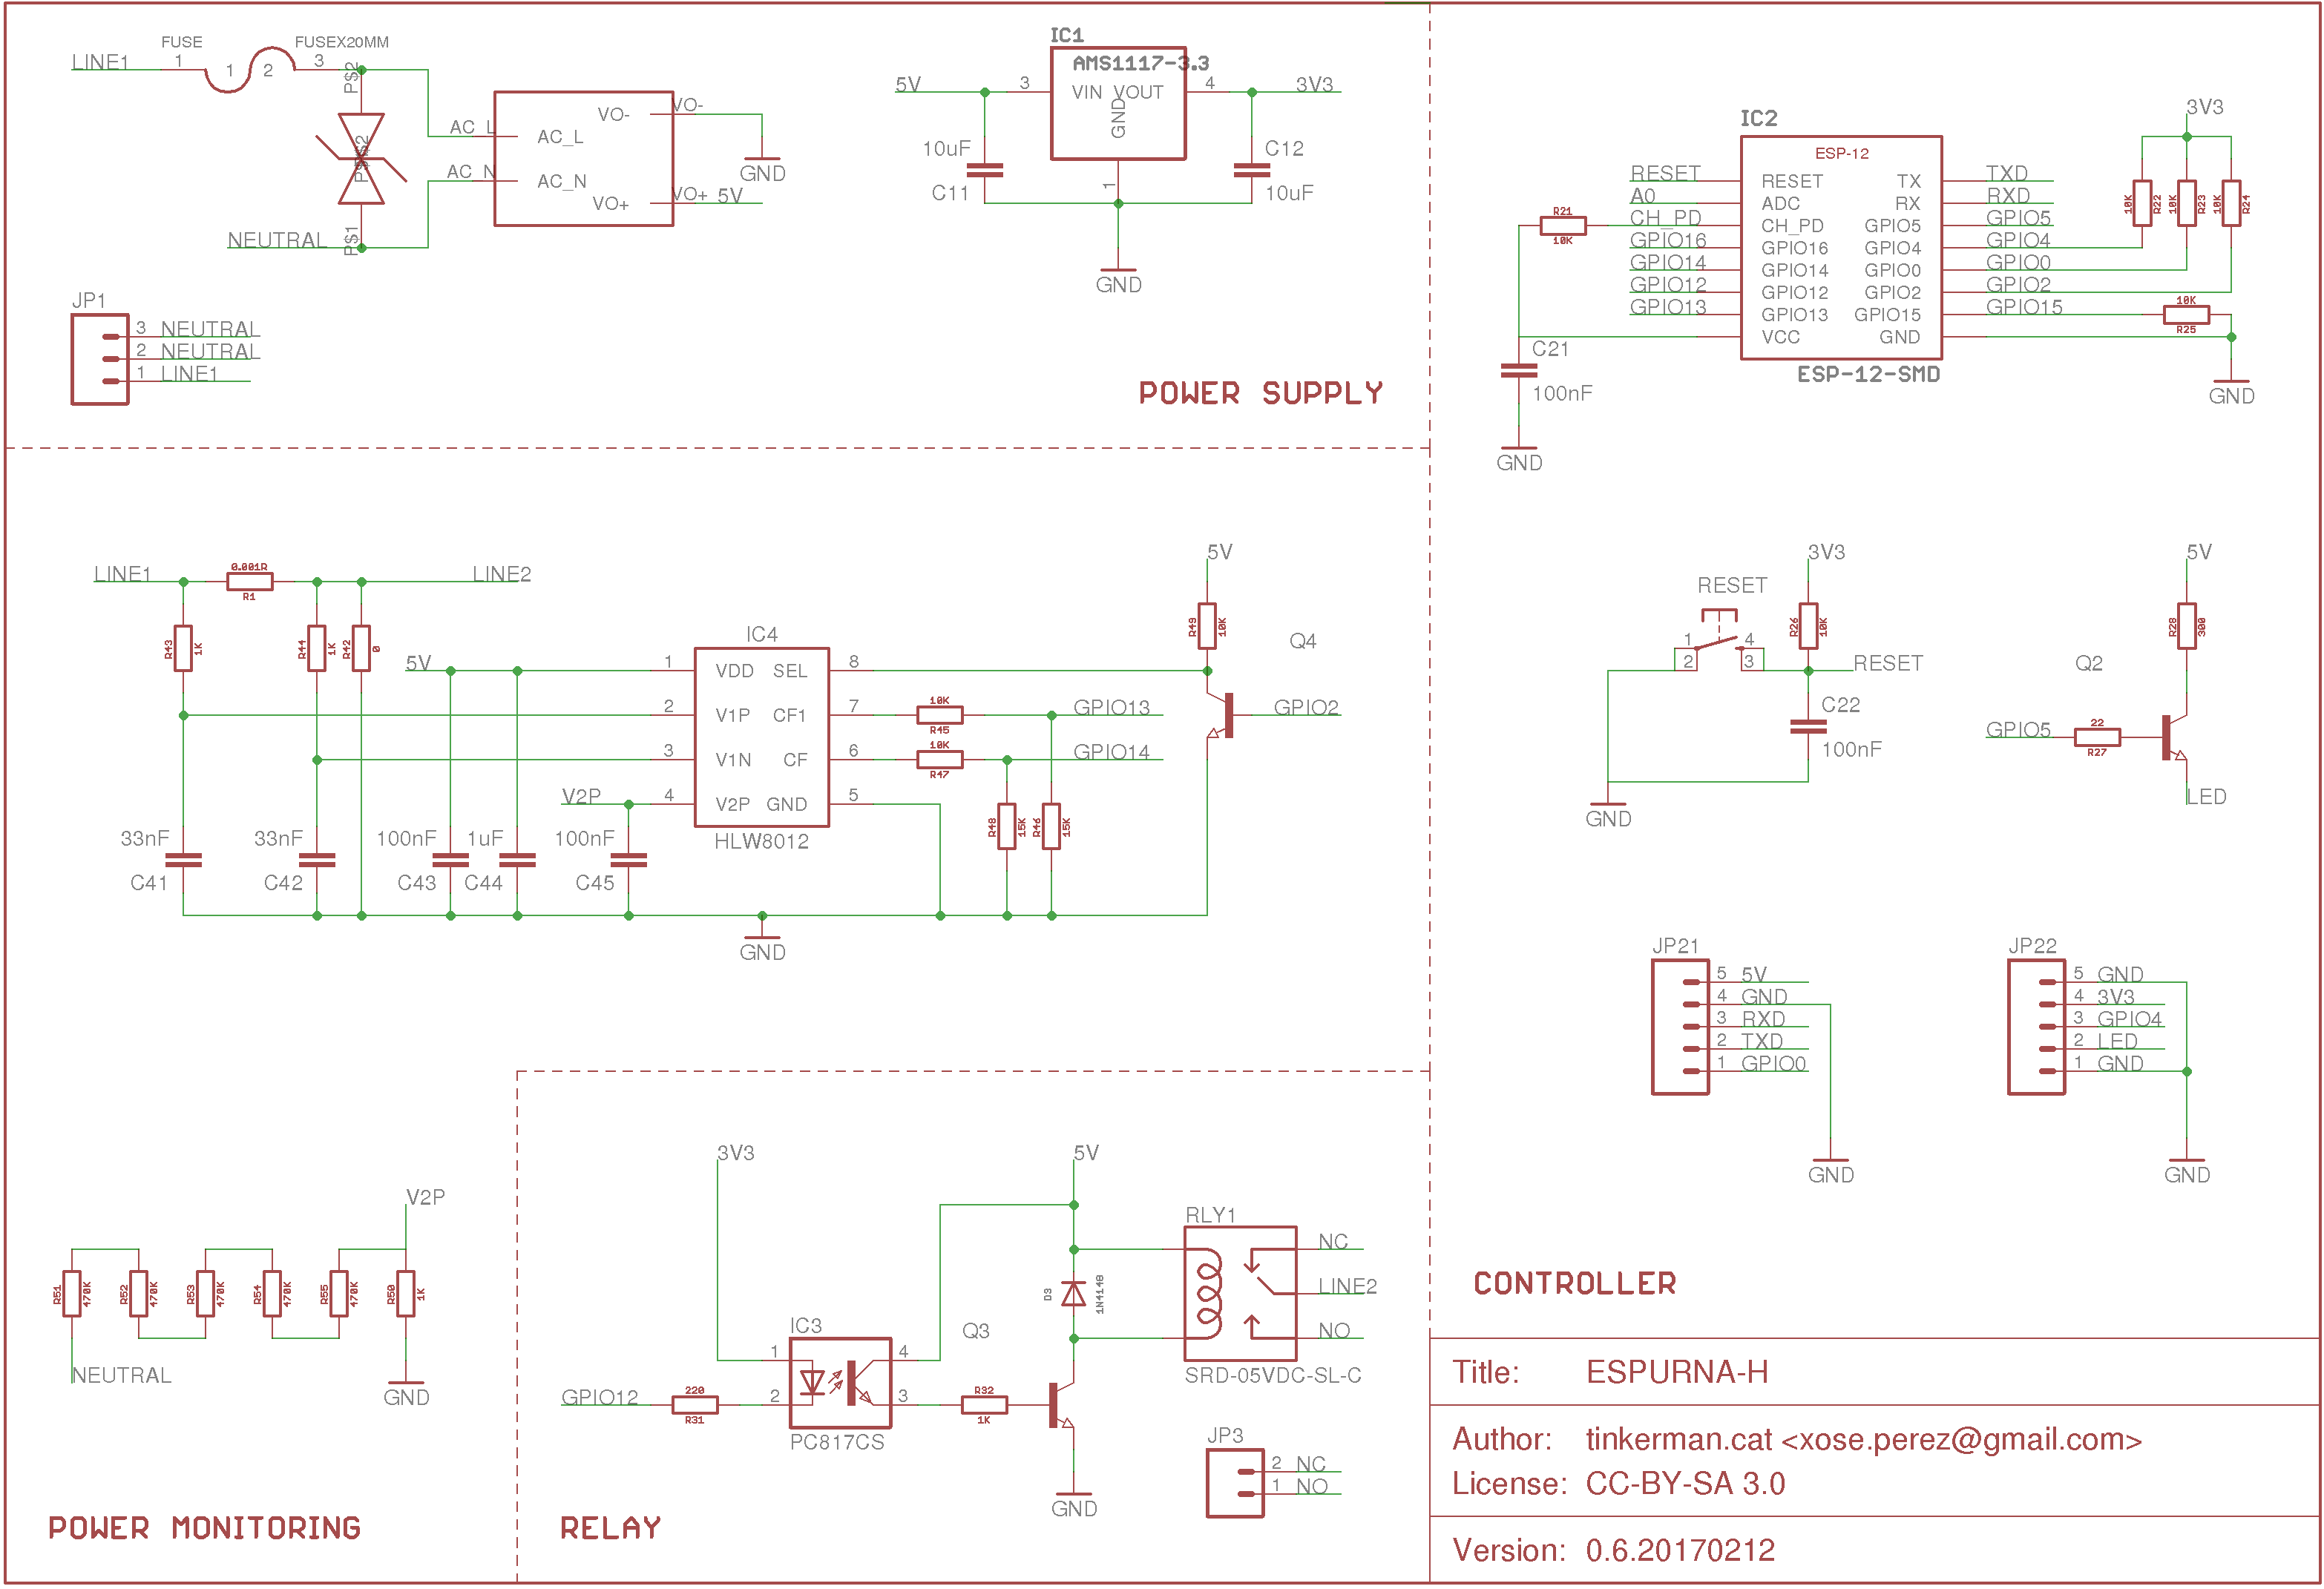 FUSE
FUSEX20MM
LINE1
1
1
2
3
P$2
P$2
P$1
NEUTRAL
AC_L
AC_N
AC_L
AC_N
VO-
VO+
VO-
VO+ 5V
GND
JP1
3 NEUTRAL
2 NEUTRAL
1 LINE1
IC1
AMS1117-3.3
5V
3
VIN VOUT
GND
4
3V3
1
10uF
C11
C12
10uF
GND
POWER SUPPLY
IC2
ESP-12
RESET
A0
CH_PD
GPIO16
GPIO14
GPIO12
GPIO13
RESET TX
ADC RX
CH_PD GPIO5
GPIO16 GPIO4
GPIO14 GPIO0
GPIO12 GPIO2
GPIO13 GPIO15
VCC GND
TXD
RXD
GPIO5
GPIO4
GPIO0
GPIO2
GPIO15
ESP-12-SMD
R21
10K
C21
100nF
GND
3V3
10K R22
10K R23
10K R24
10K
R25
GND
LINE1
0.001R
R1
LINE2
R43 1K
R44 1K
R42 0
5V
IC4
1 VDD SEL 8
2 V1P CF1 7
3 V1N CF 6
4 V2P GND 5
HLW8012
V2P
33nF
C41
33nF
C42
100nF
C43
1uF
C44
100nF
C45
GND
10K
R45
10K
R47
GPIO13
GPIO14
R48 15K
R46 15K
5V
R49 10K
Q4
GPIO2
RESET
1
2
4
3
3V3
R26 10K
RESET
C22
100nF
GND
5V
R28 300
Q2
GPIO5
22
R27
LED
JP21
5 5V
4 GND
3 RXD
2 TXD
1 GPIO0
GND
JP22
5 GND
4 3V3
3 GPIO4
2 LED
1 GND
GND
CONTROLLER
V2P
R51 470K
R52 470K
R53 470K
R54 470K
R55 470K
R50 1K
NEUTRAL
GND
POWER MONITORING
3V3
5V
GPIO12
220
R31
IC3
1
2
4
3
PC817CS
R32
1K
Q3
D3
1N4148
GND
RLY1
NC
LINE2
NO
SRD-05VDC-SL-C
JP3
2 NC
1 NO
RELAY
Title: ESPURNA-H
Author: tinkerman.cat <xose.perez@gmail.com>
License: CC-BY-SA 3.0
Version: 0.6.20170212